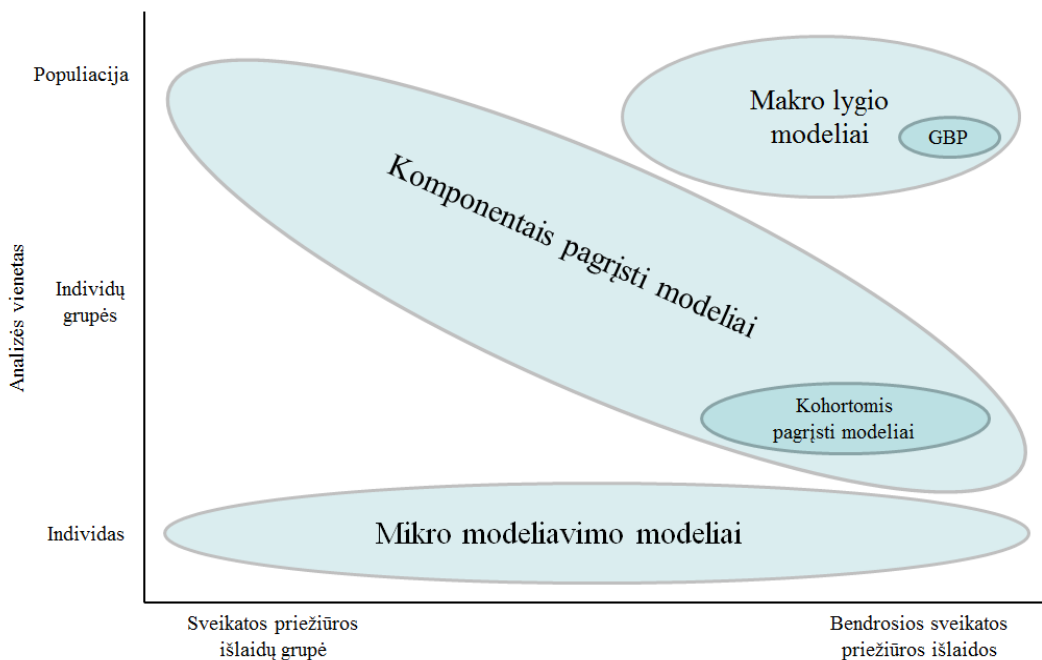 Populiacija
Makro lygio
modeliai
GBP
Komponentais pagrįsti modeliai
Analizės vienetas
Individų
grupės
Kohortomis
pagrįsti modeliai
Individas
Mikro modeliavimo modeliai
Sveikatos priežiūros
išlaidų grupė
Bendrosios sveikatos
priežiūros išlaidos